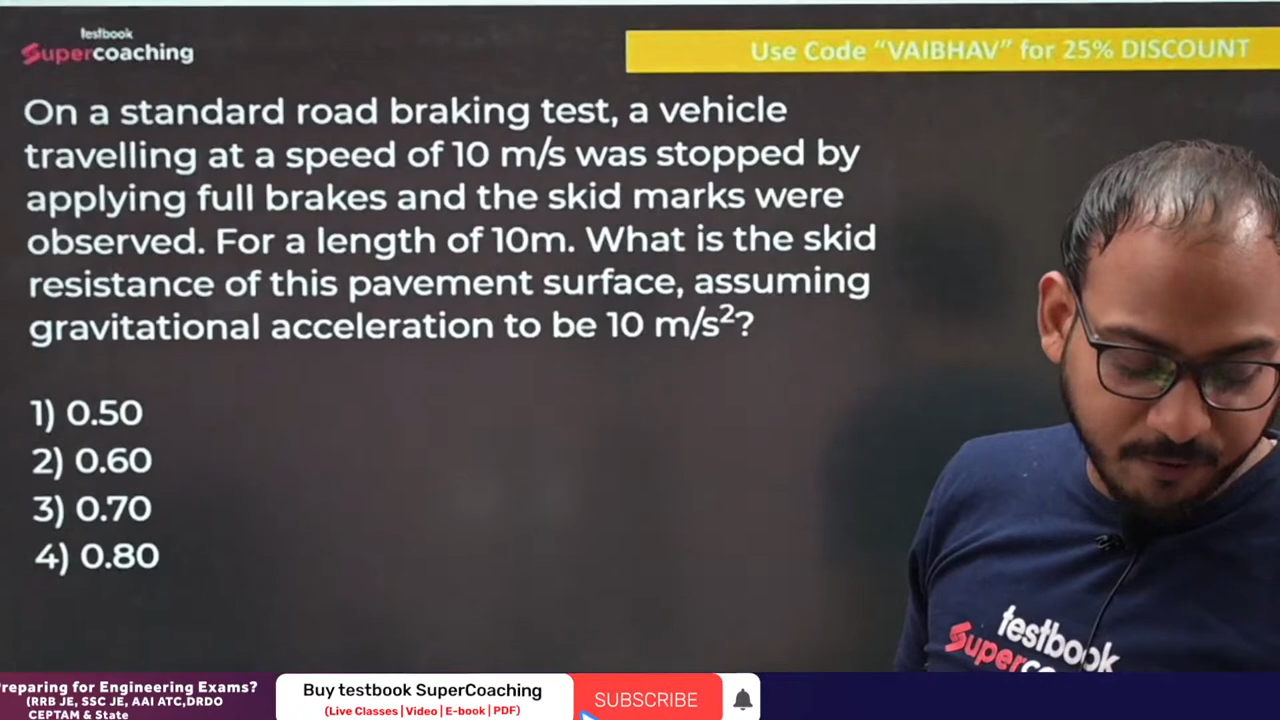 testbook
Supercoaching
Use Code “VAIBHAV” for 25% DISCOUNT
On a standard road braking test, a vehicle
travelling at a speed of 10 m/s was stopped by
applying full brakes and the skid marks were
observed. For a length of 10m. What is the skid
resistance of this pavement surface, assuming
gravitational acceleration to be 10 m/s²?
1) 0.50
2) 0.60
3) 0.70
4) 0.80
testbook
Preparing for Engineering Exams?
(RRB JE, SSC JE, AAI ATC,DRDO
CEPTAM & State
Buy testbook SuperCoaching
(Live Classes | Video | E-book | PDF)
SUBSCRIBE